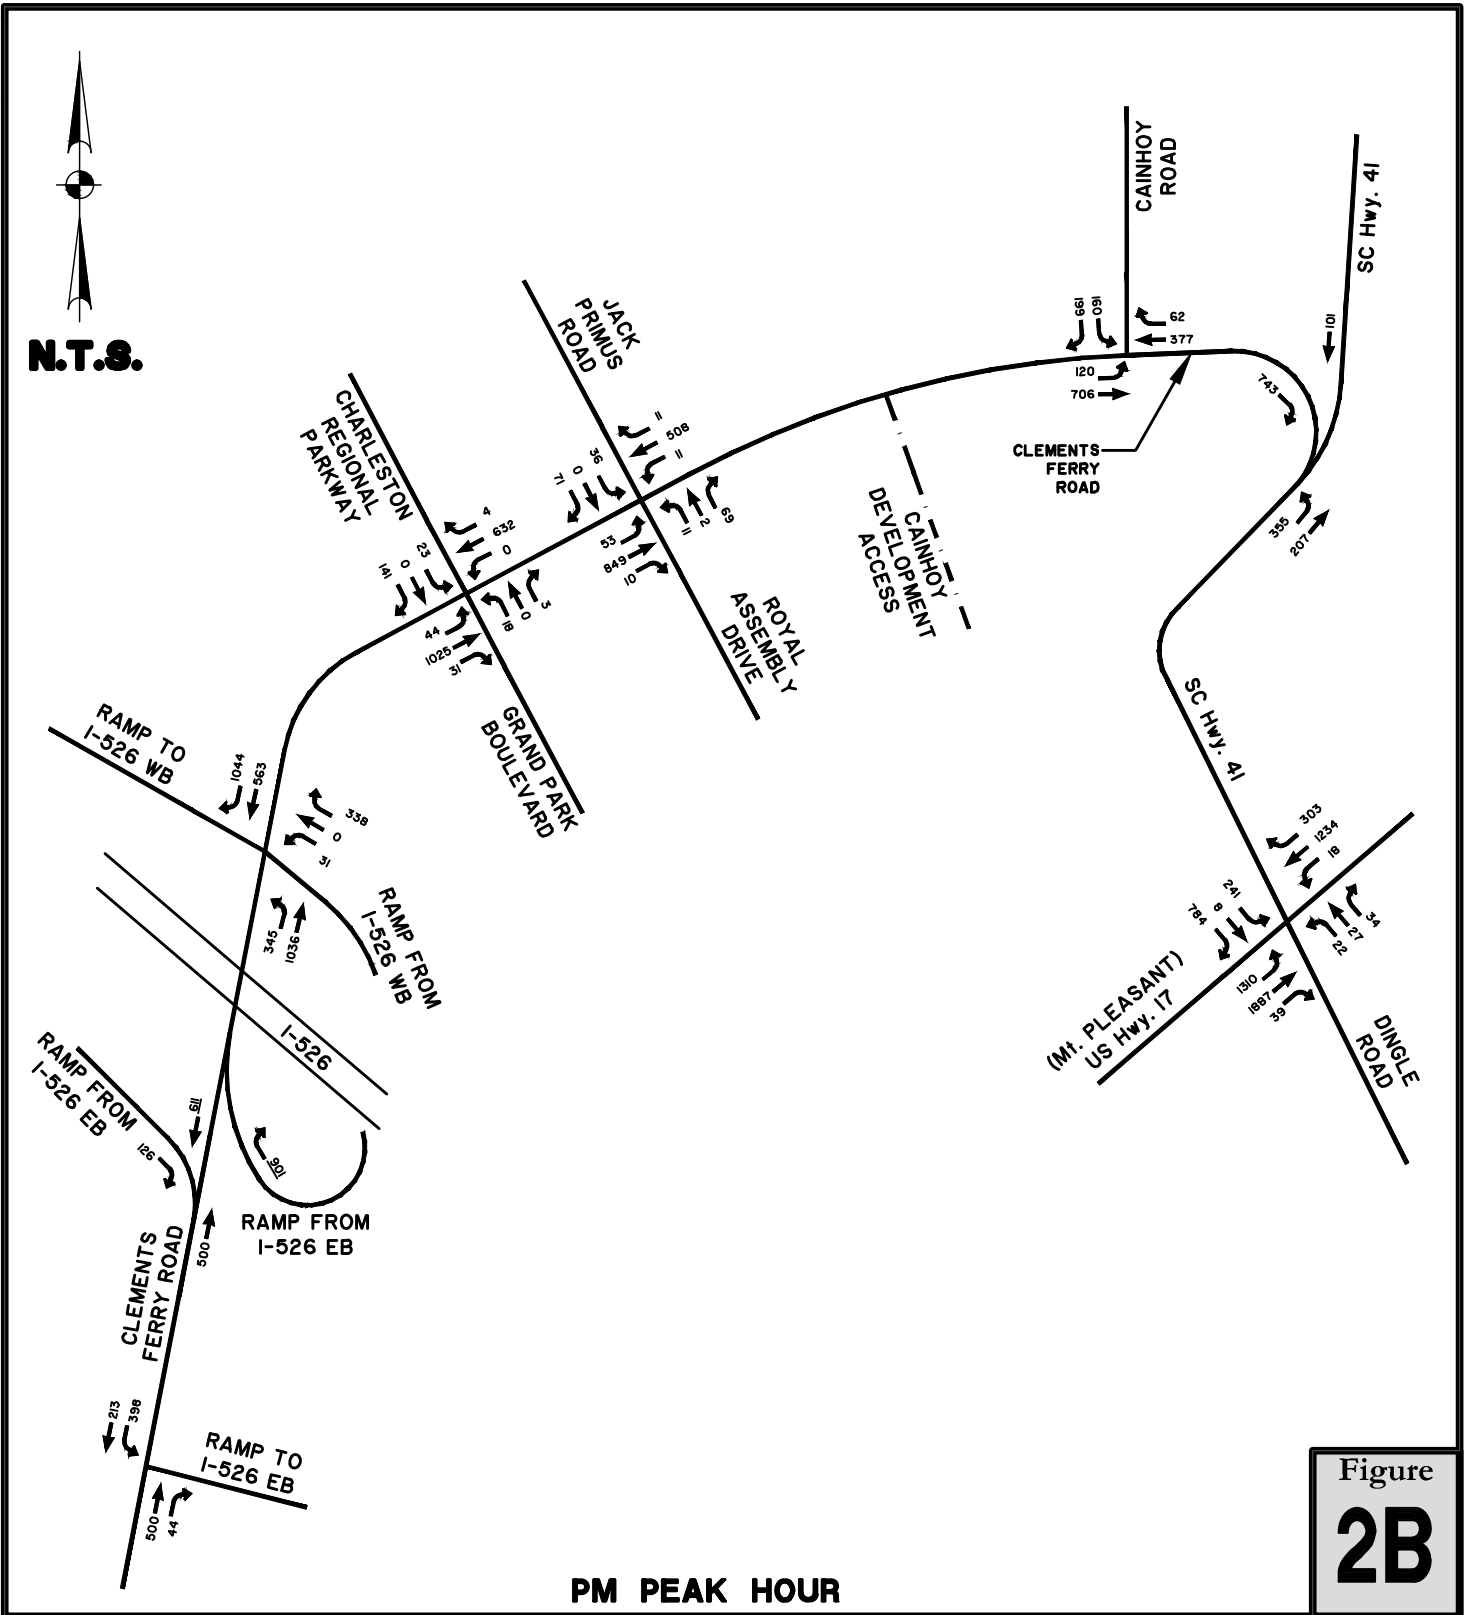 N.T.S.
CAINHOY
ROAD
SC Hwy. 41
JACK
PRIMUS
ROAD
199
160
62
377
120
706
101
743
CLEMENTS
FERRY
ROAD
CHARLESTON
REGIONAL
PARKWAY
11
508
11
36
0
71
53
849
10
11
2
69
4
632
0
23
0
141
44
1025
31
18
0
3
CAINHOY
DEVELOPMENT
ACCESS
355
207
ROYAL
ASSEMBLY
DRIVE
GRAND PARK
BOULEVARD
SC Hwy. 41
RAMP TO
I-526 WB
1044
563
338
0
31
345
1036
RAMP FROM
I-526 WB
303
1234
18
241
8
784
1310
1887
39
22
27
34
(Mt. PLEASANT)
US Hwy. 17
DINGLE
ROAD
I-526
RAMP FROM
I-526 EB
126
611
901
RAMP FROM
I-526 EB
500
CLEMENTS
FERRY ROAD
213
398
RAMP TO
I-526 EB
500
44
Figure
2B
PM PEAK HOUR